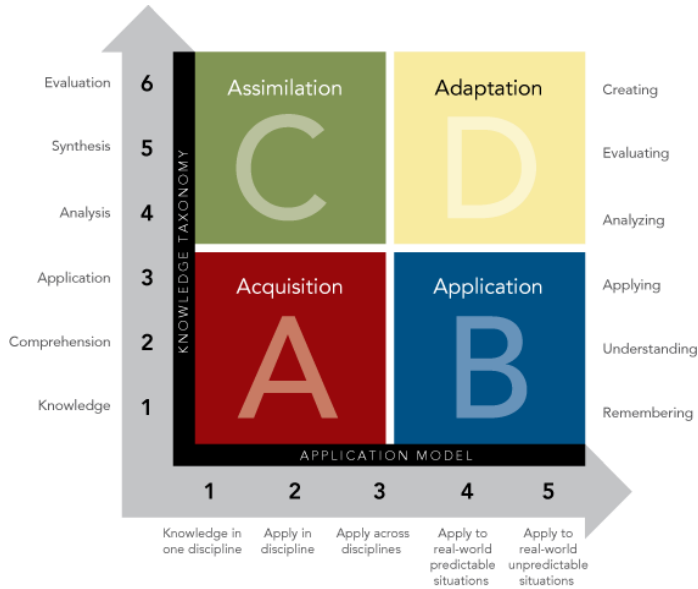 Evaluation 6
Synthesis 5
Analysis 4
Application 3
Comprehension 2
Knowledge 1
KNOWLEDGE TAXONOMY
Assimilation
C
Adaptation
D
Acquisition
A
Application
B
Creating
Evaluating
Analyzing
Applying
Understanding
Remembering
APPLICATION MODEL
1 2 3 4 5
Knowledge in
one discipline
Apply in
discipline
Apply across
disciplines
Apply to
real-world
predictable
situations
Apply to
real-world
unpredictable
situations